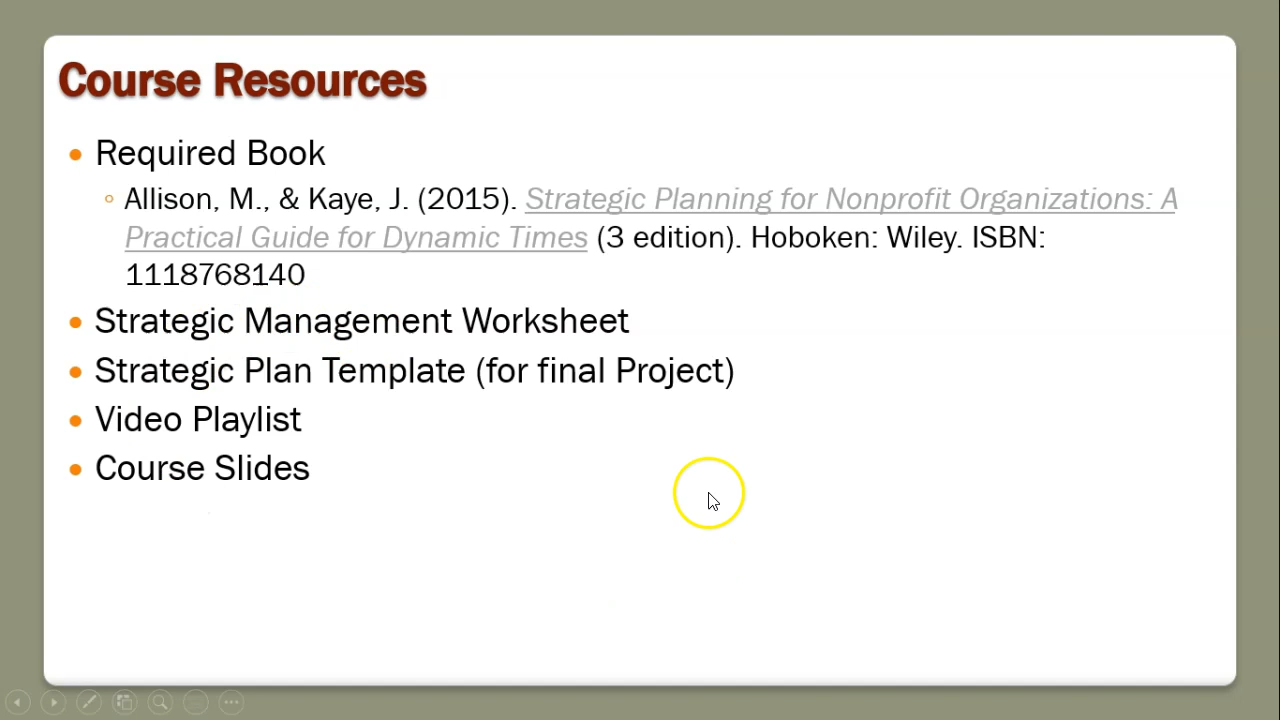 Course Resources
Required Book
Allison, M., & Kaye, J. (2015). Strategic Planning for Nonprofit Organizations: A
Practical Guide for Dynamic Times (3 edition). Hoboken: Wiley. ISBN:
1118768140
Strategic Management Worksheet
Strategic Plan Template (for final Project)
Video Playlist
Course Slides